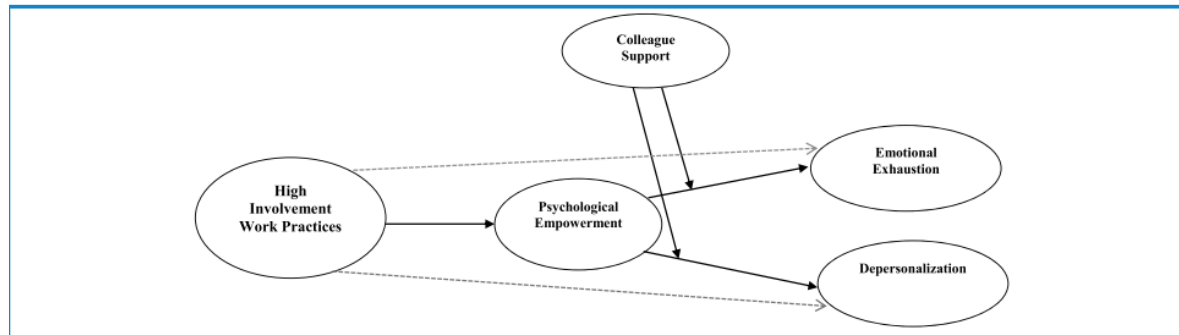 Colleague
Support
Emotional
Exhaustion
High
Involvement
Work Practices
Psychological
Empowerment
Depersonalization